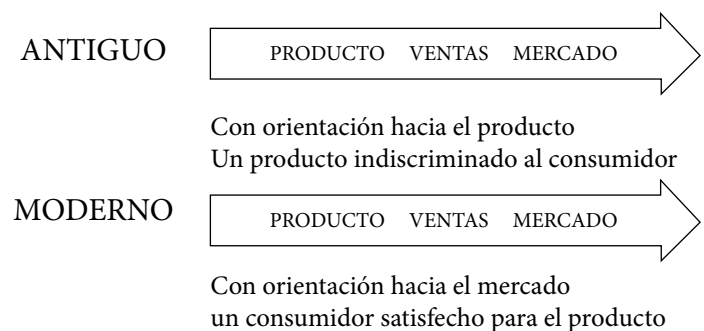 ANTIGUO
PRODUCTO VENTAS MERCADO
Con orientación hacia el producto
Un producto indiscriminado al consumidor
MODERNO
PRODUCTO VENTAS MERCADO
Con orientación hacia el mercado
un consumidor satisfecho para el producto